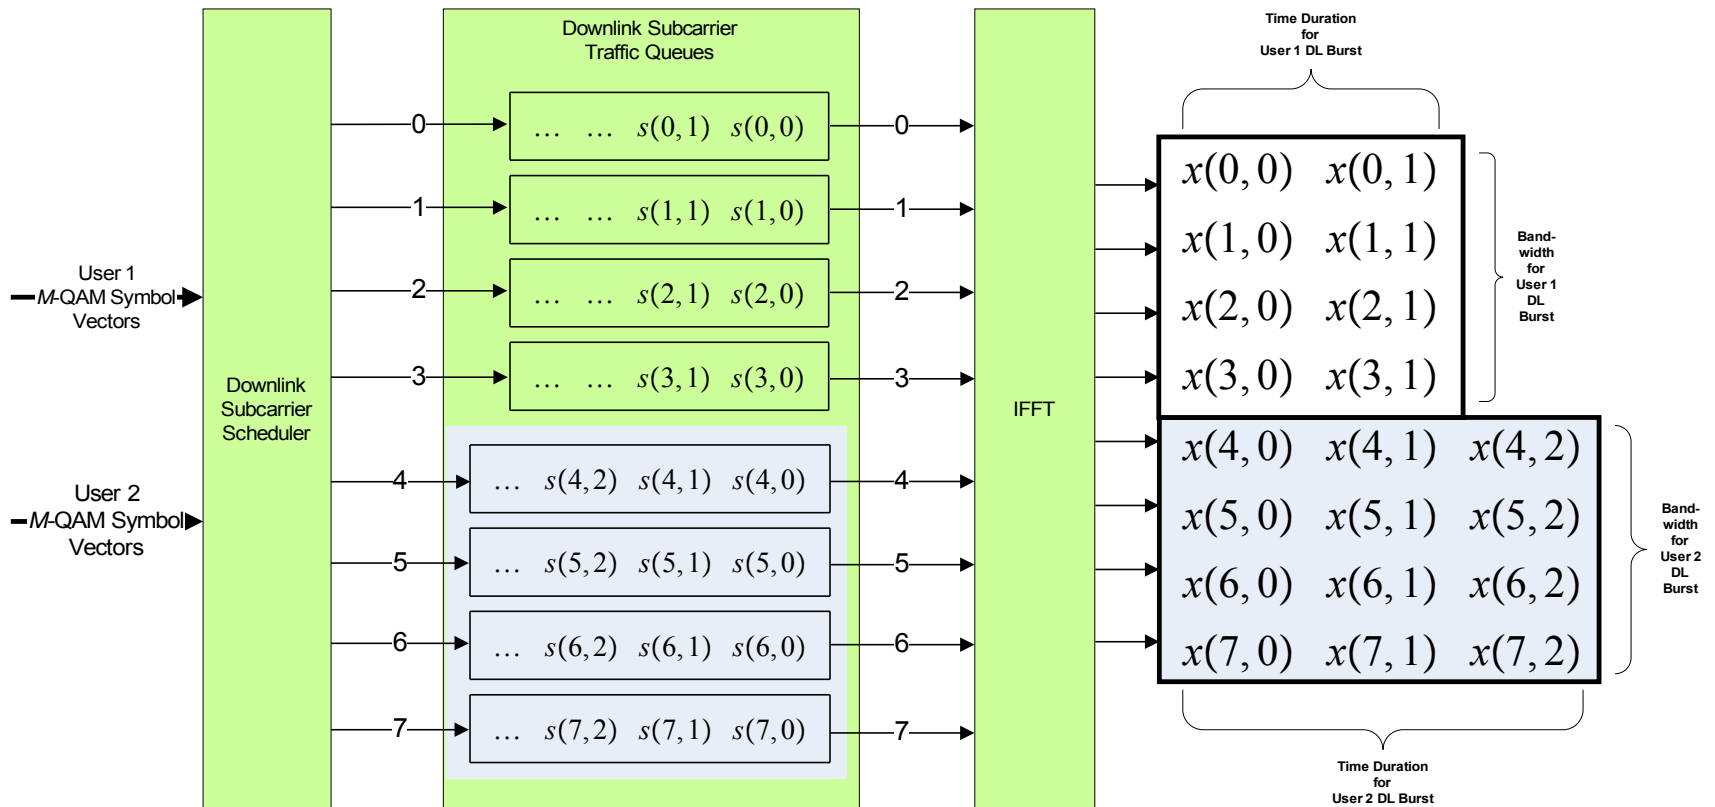 User 1
M-QAM Symbol
Vectors
User 2
M-QAM Symbol
Vectors
Downlink
Subcarrier
Scheduler
0
1
2
3
4
5
6
7
Downlink Subcarrier
Traffic Queues
… … s(0,1) s(0,0)
… … s(1,1) s(1,0)
… … s(2,1) s(2,0)
… … s(3,1) s(3,0)
… s(4,2) s(4,1) s(4,0)
… s(5,2) s(5,1) s(5,0)
… s(6,2) s(6,1) s(6,0)
… s(7,2) s(7,1) s(7,0)
0
1
2
3
4
5
6
7
IFFT
Time Duration
for
User 1 DL Burst
x(0,0) x(0,1)
x(1,0) x(1,1)
x(2,0) x(2,1)
x(3,0) x(3,1)
Band-
width
for
User 1
DL
Burst
x(4,0) x(4,1) x(4,2)
x(5,0) x(5,1) x(5,2)
x(6,0) x(6,1) x(6,2)
x(7,0) x(7,1) x(7,2)
Band-
width
for
User 2
DL
Burst
Time Duration
for
User 2 DL Burst